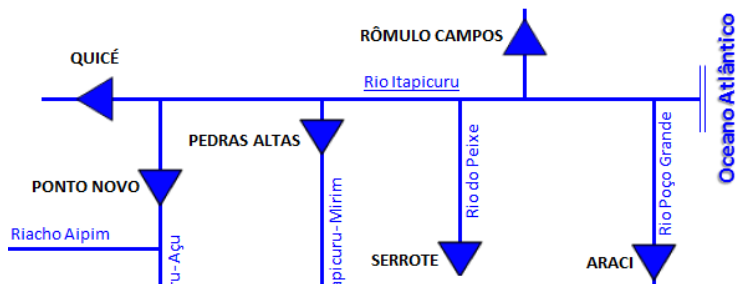 RÔMULO CAMPOS
QUICÉ
Rio Itapicuru
Oceano Atlântico
PEDRAS ALTAS
Rio do Peixe
Rio Poço Grande
PONTO NOVO
Riacho Aipim
SERROTE
ARACI